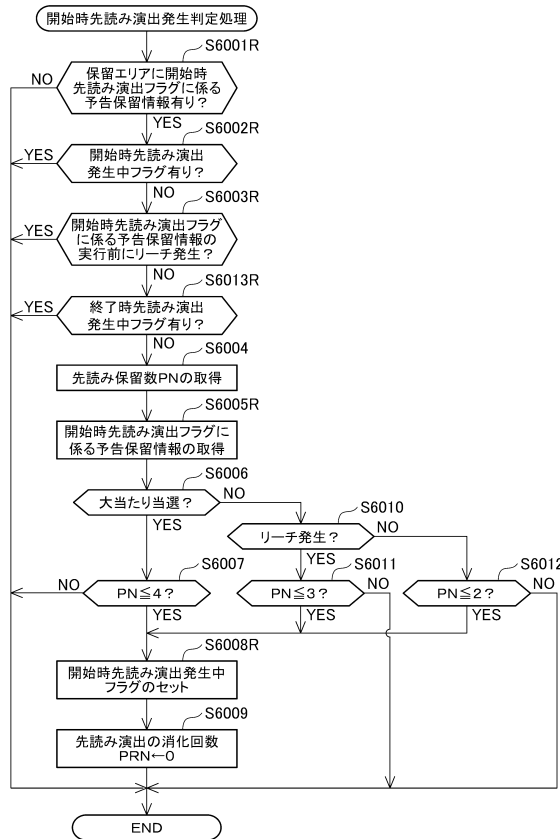 開始時先読み演出発生判定処理
S6001R
保留エリアに開始時
先読み演出フラグに係る
予告保留情報有り？
NO
YES
S6002R
開始時先読み演出
発生中フラグ有り？
YES
NO
S6003R
開始時先読み演出フラグ
に係る予告保留情報の
実行前にリーチ発生？
YES
NO
S6013R
終了時先読み演出
発生中フラグ有り？
YES
NO
S6004
先読み保留数PNの取得
S6005R
開始時先読み演出フラグに
係る予告保留情報の取得
S6006
大当たり当選？
NO
YES
S6010
リーチ発生？
NO
YES
S6007
PN≦4？
NO
YES
S6011
PN≦3？
NO
YES
S6012
PN≦2？
NO
YES
S6008R
開始時先読み演出発生中
フラグのセット
S6009
先読み演出の消化回数
PRN←0
END